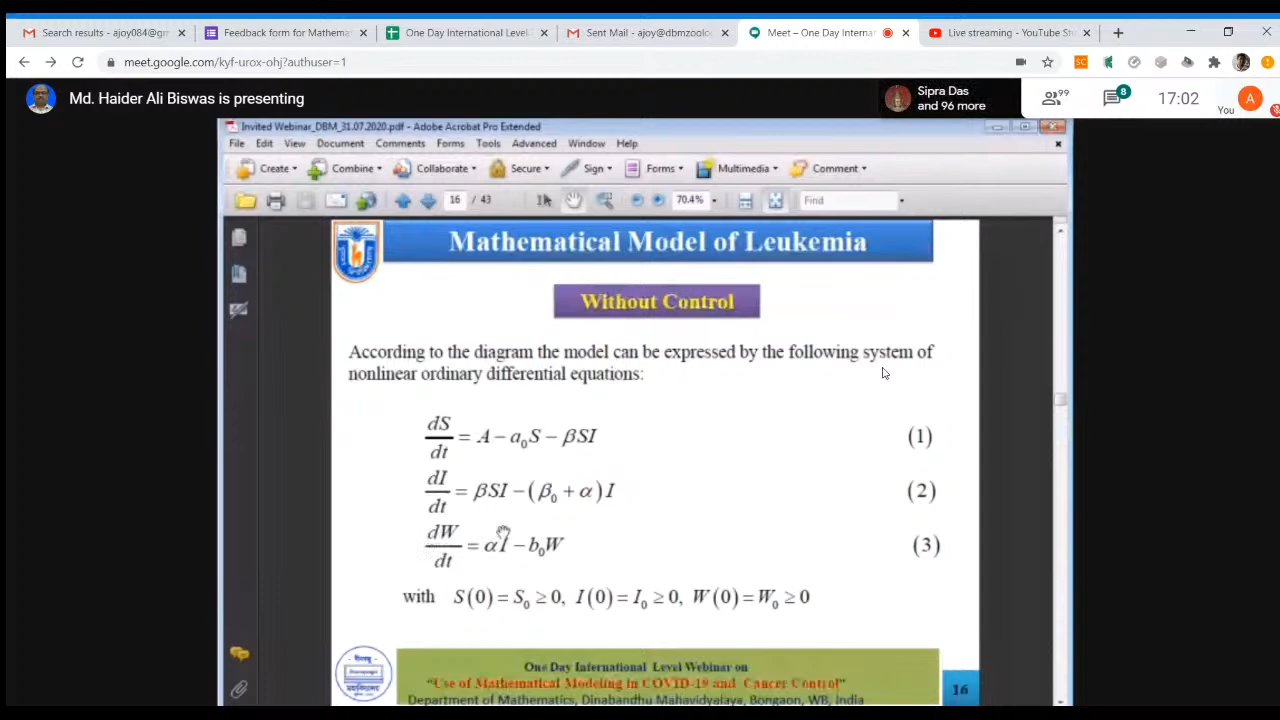 Search results - ajoy084@gm
Feedback form for Mathema
One Day International Level
Sent Mail - ajoy@dbmzoolog
Meet – One Day Interna
Live streaming - YouTube St
meet.google.com/kyf-urox-ohj?authuser=1
Md. Haider Ali Biswas is presenting
Sipra Das
and 96 more
99
8
17:02
You
A
Invited Webinar_DBM_31.07.2020.pdf - Adobe Acrobat Pro Extended
File Edit View Document Comments Forms Tools Advanced Window Help
Create Combine Collaborate Secure Sign Forms Multimedia Comment
16 / 43 70.4% Find
Mathematical Model of Leukemia
Without Control
According to the diagram the model can be expressed by the following system of
nonlinear ordinary differential equations:
dS/dt = A − a₀S − βSI (1)
dI/dt = βSI − (β₀ + α)I (2)
dW/dt = αI − b₀W (3)
with S(0) = S₀ ≥ 0, I(0) = I₀ ≥ 0, W(0) = W₀ ≥ 0
One Day International Level Webinar on
"Use of Mathematical Modeling in COVID-19 and Cancer Control"
Department of Mathematics, Dinabandhu Mahavidyalaya, Bongaon, WB, India
16